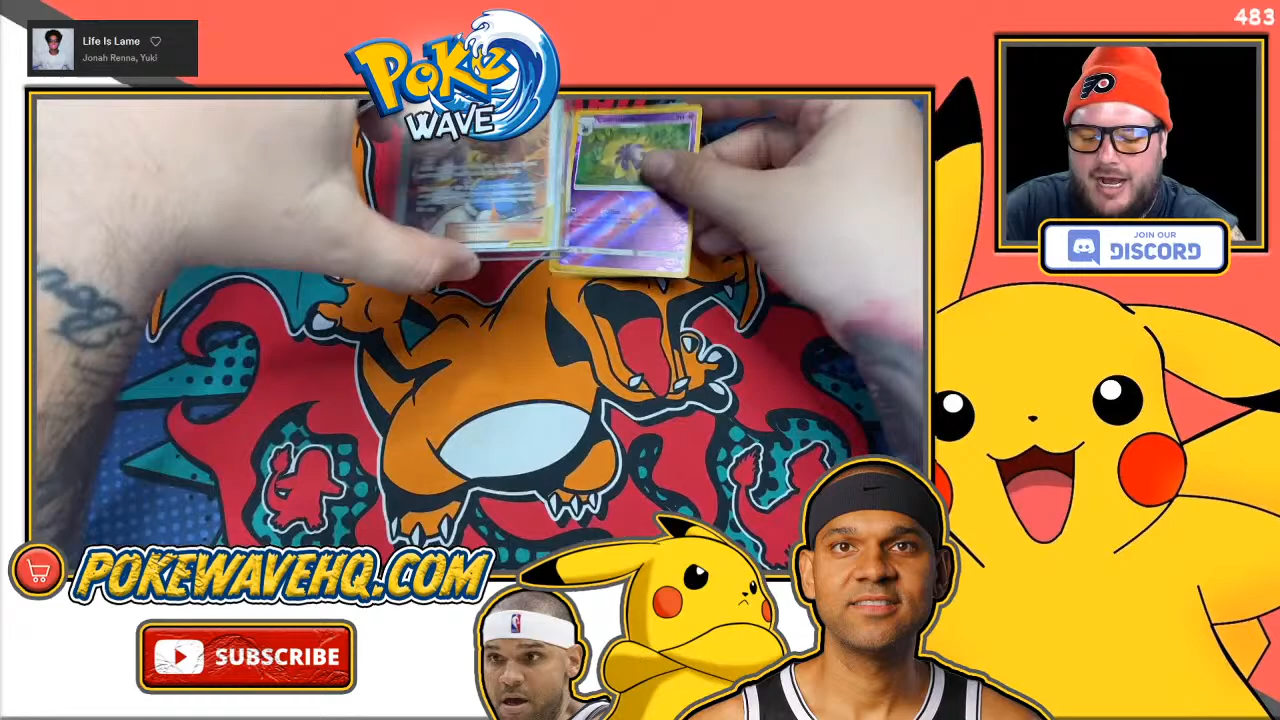 483
Life Is Lame
Jonah Renna, Yuki
POKE
WAVE
JOIN OUR
DISCORD
POKEWAVEHQ.COM
SUBSCRIBE